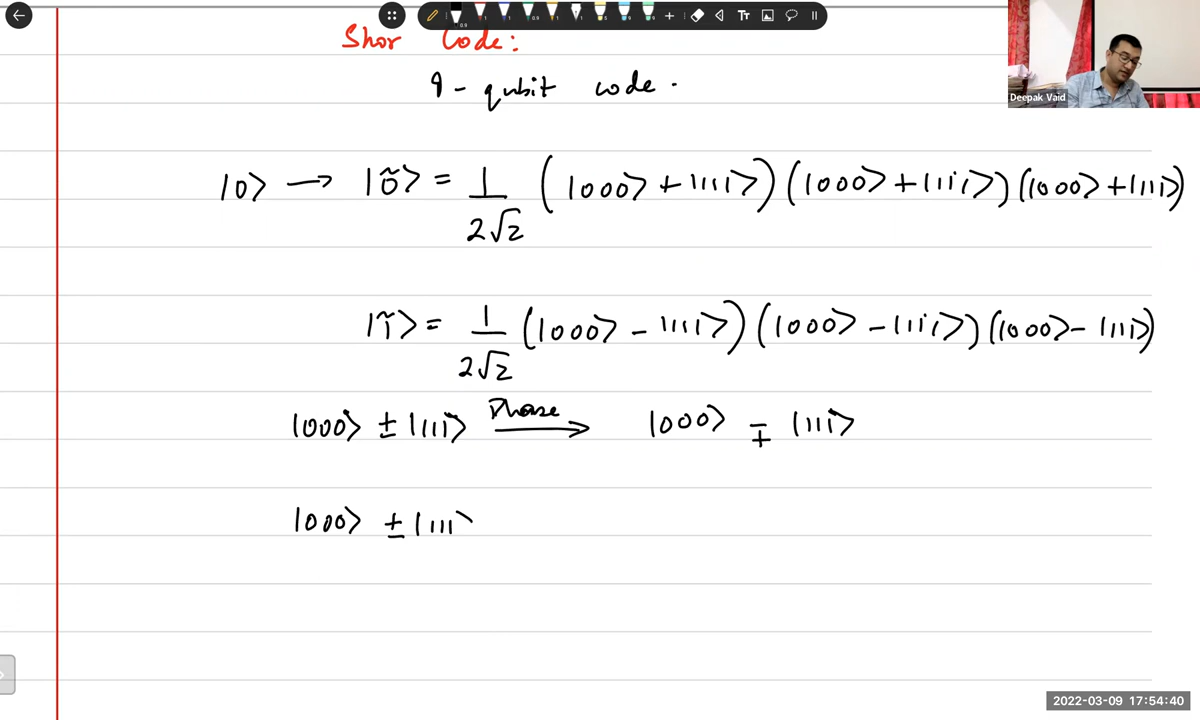 Shor Code:
9 - qubit code.
|0⟩ → |0̃⟩ = 1/2√2 (|000⟩ + |111⟩) (|000⟩ + |111⟩) (|000⟩ + |111⟩)
|1̃⟩ = 1/2√2 (|000⟩ - |111⟩) (|000⟩ - |111⟩) (|000⟩ - |111⟩)
|000⟩ ± |111⟩ Phase → |000⟩ ∓ |111⟩
|000⟩ ± |111⟩
Deepak Vaid
2022-03-09 17:54:40